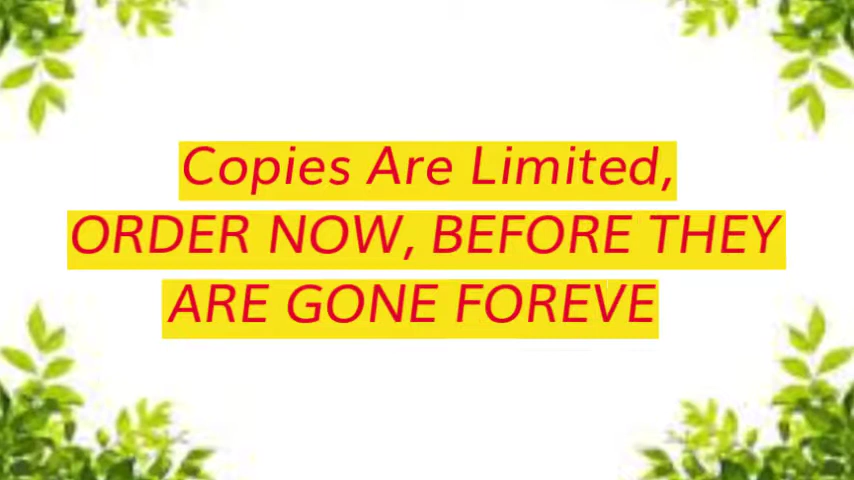 Copies Are Limited,
ORDER NOW, BEFORE THEY
ARE GONE FOREVE